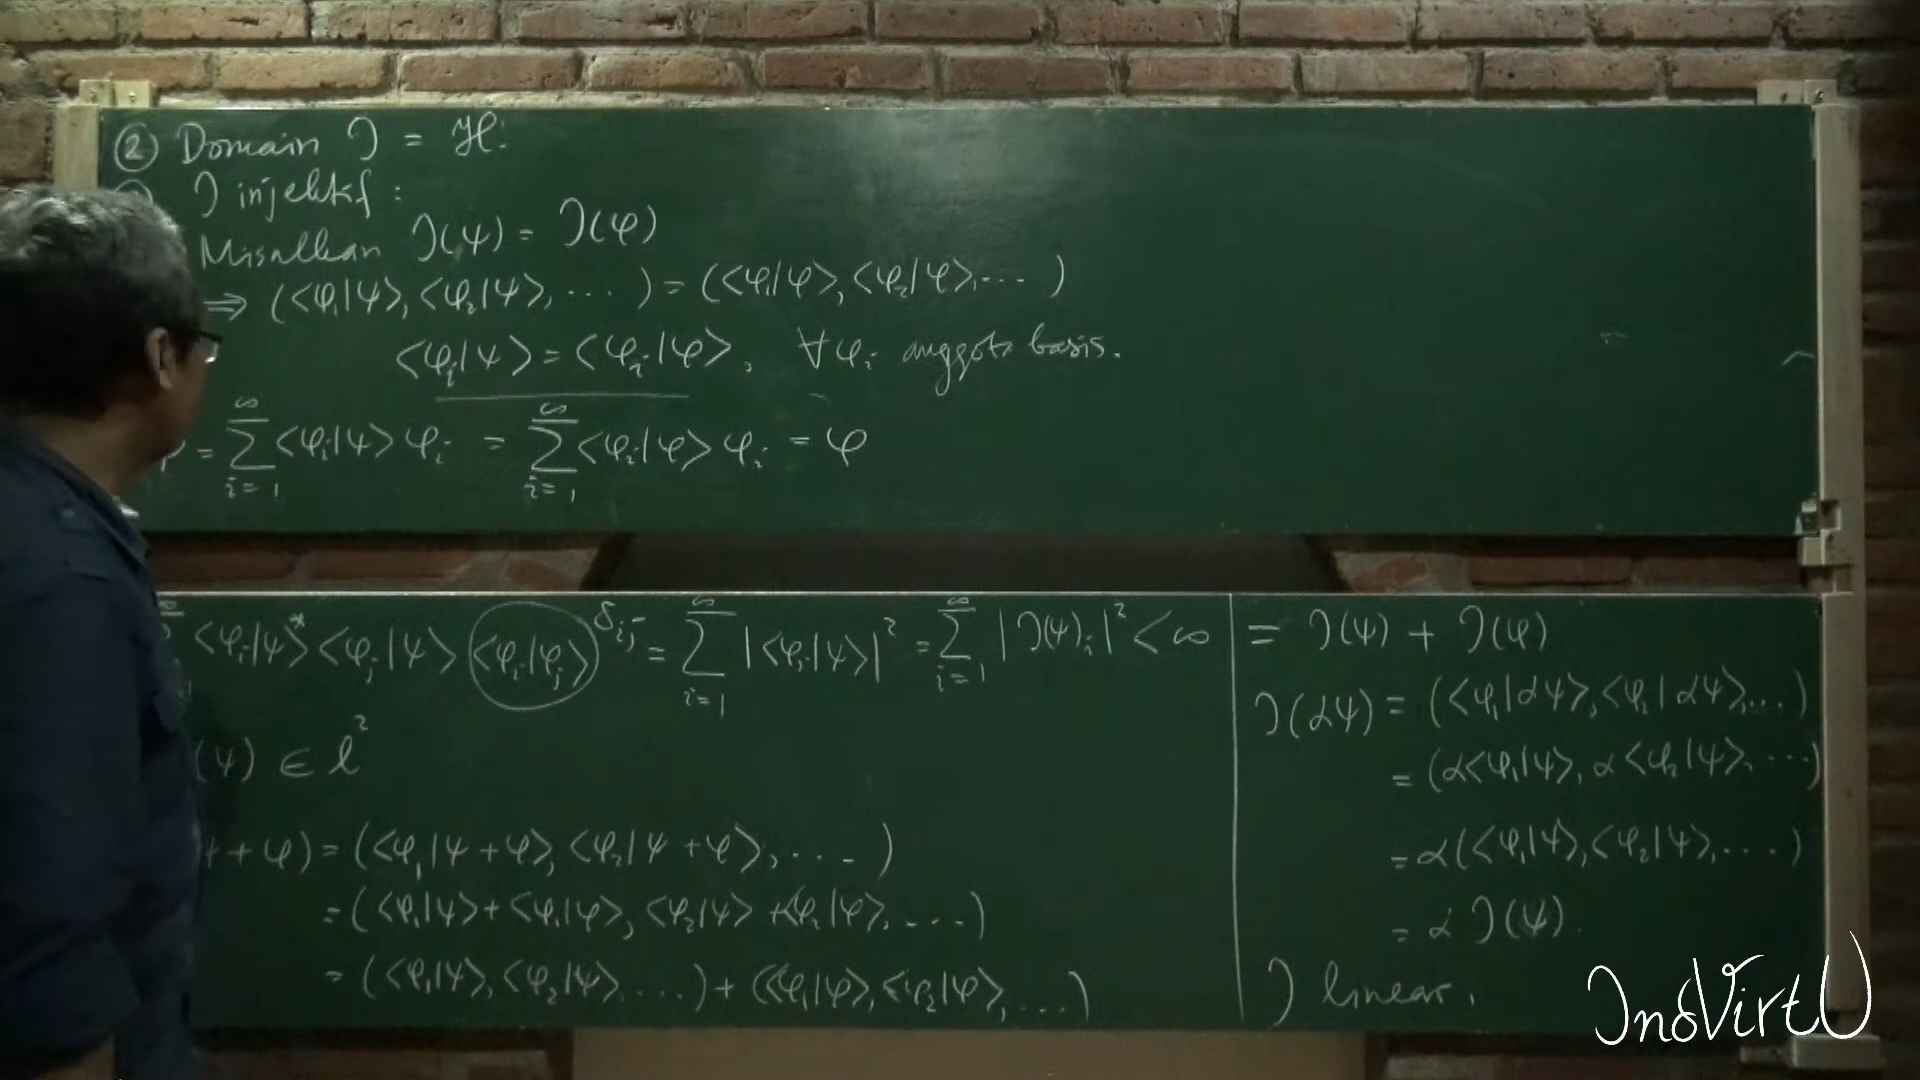 ② Domain J = ℋ.
J injektif :
Misalkan J(ψ) = J(φ)
⇒ (<φ₁|ψ>, <φ₂|ψ>, ...) = (<φ₁|φ>, <φ₂|φ>, ...)
<φᵢ|ψ> = <φᵢ|φ>, ∀φᵢ anggota basis.
= ∑_{i=1}^∞ <φᵢ|ψ> φᵢ = ∑_{i=1}^∞ <φᵢ|φ> φᵢ = φ
<φᵢ|ψ>* <φⱼ|ψ> <φᵢ|φⱼ> δᵢⱼ = ∑_{i=1}^∞ |<φᵢ|ψ>|² = ∑_{i=1}^∞ |J(ψ)ᵢ|² < ∞
(ψ) ∈ l²
+ φ) = (<φ₁|ψ + φ>, <φ₂|ψ + φ>, ....)
= (<φ₁|ψ> + <φ₁|φ>, <φ₂|ψ> + <φ₂|φ>, ....)
= (<φ₁|ψ>, <φ₂|ψ>, ....) + (<φ₁|φ>, <φ₂|φ>, ....)
= J(ψ) + J(φ)
J(αψ) = (<φ₁|αψ>, <φ₂|αψ>, ...)
= (α<φ₁|ψ>, α<φ₂|ψ>, ...)
= α(<φ₁|ψ>, <φ₂|ψ>, ....)
= α J(ψ).
J linear.
InoVirtU